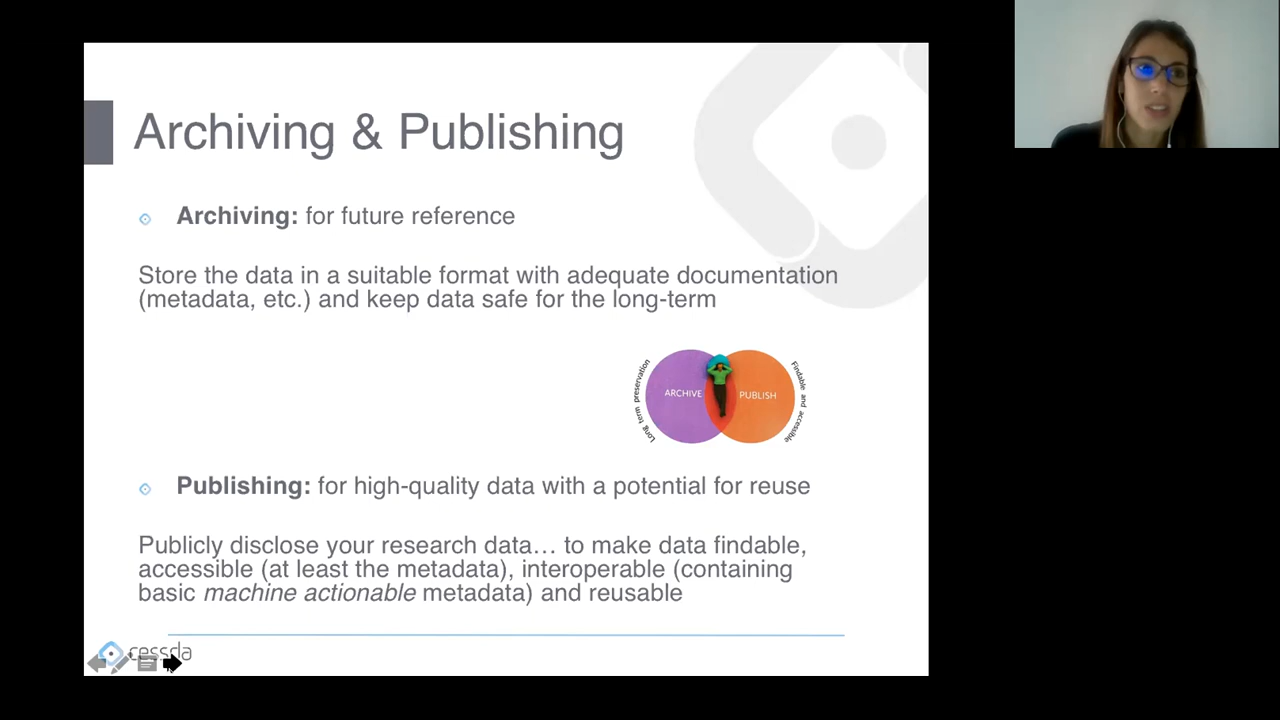 Archiving & Publishing
Archiving: for future reference
Store the data in a suitable format with adequate documentation
(metadata, etc.) and keep data safe for the long-term
Long term preservation
ARCHIVE
PUBLISH
Findable and accessible
Publishing: for high-quality data with a potential for reuse
Publicly disclose your research data… to make data findable,
accessible (at least the metadata), interoperable (containing
basic machine actionable metadata) and reusable
cessda